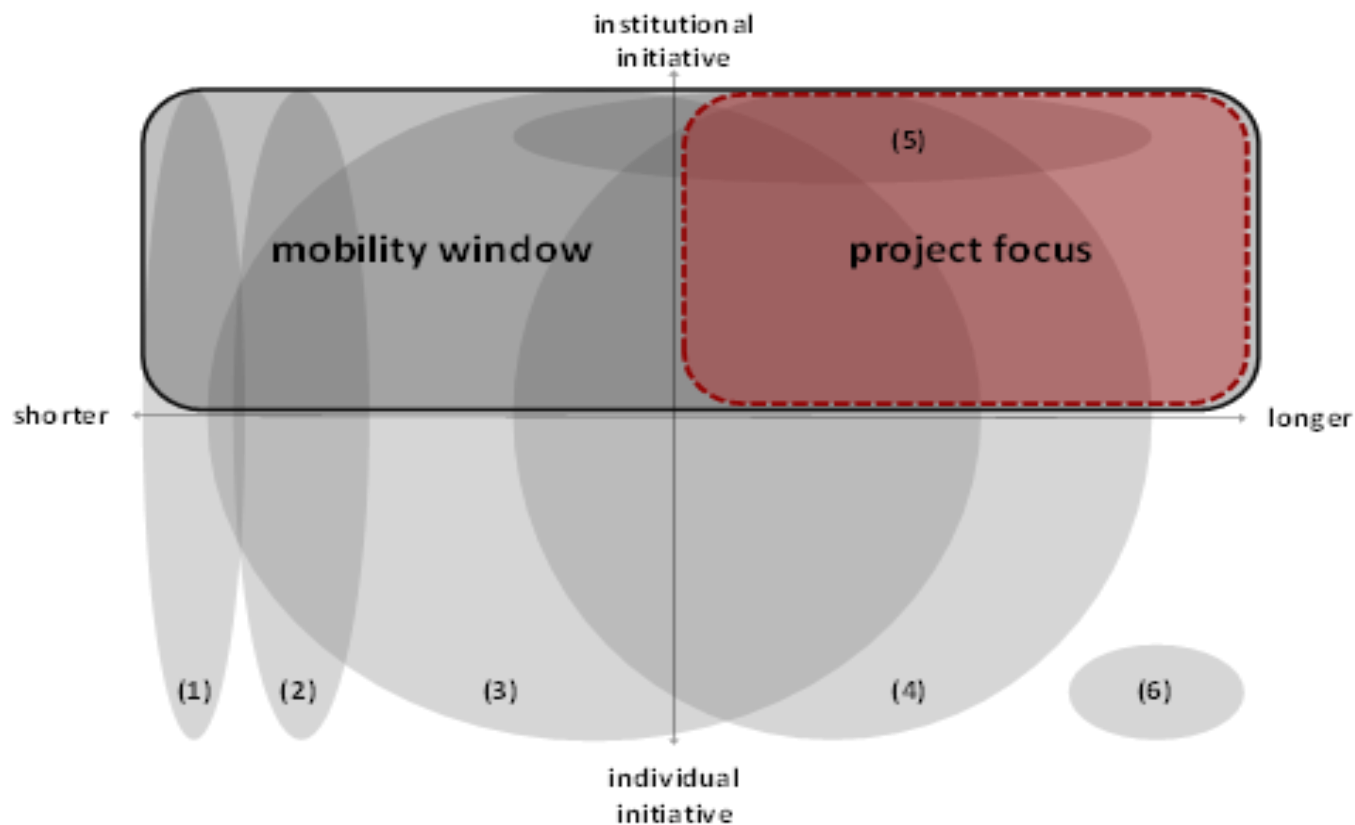 institutional
initiative
(5)
mobility window
project focus
shorter
longer
(1)
(2)
(3)
(4)
(6)
individual
initiative